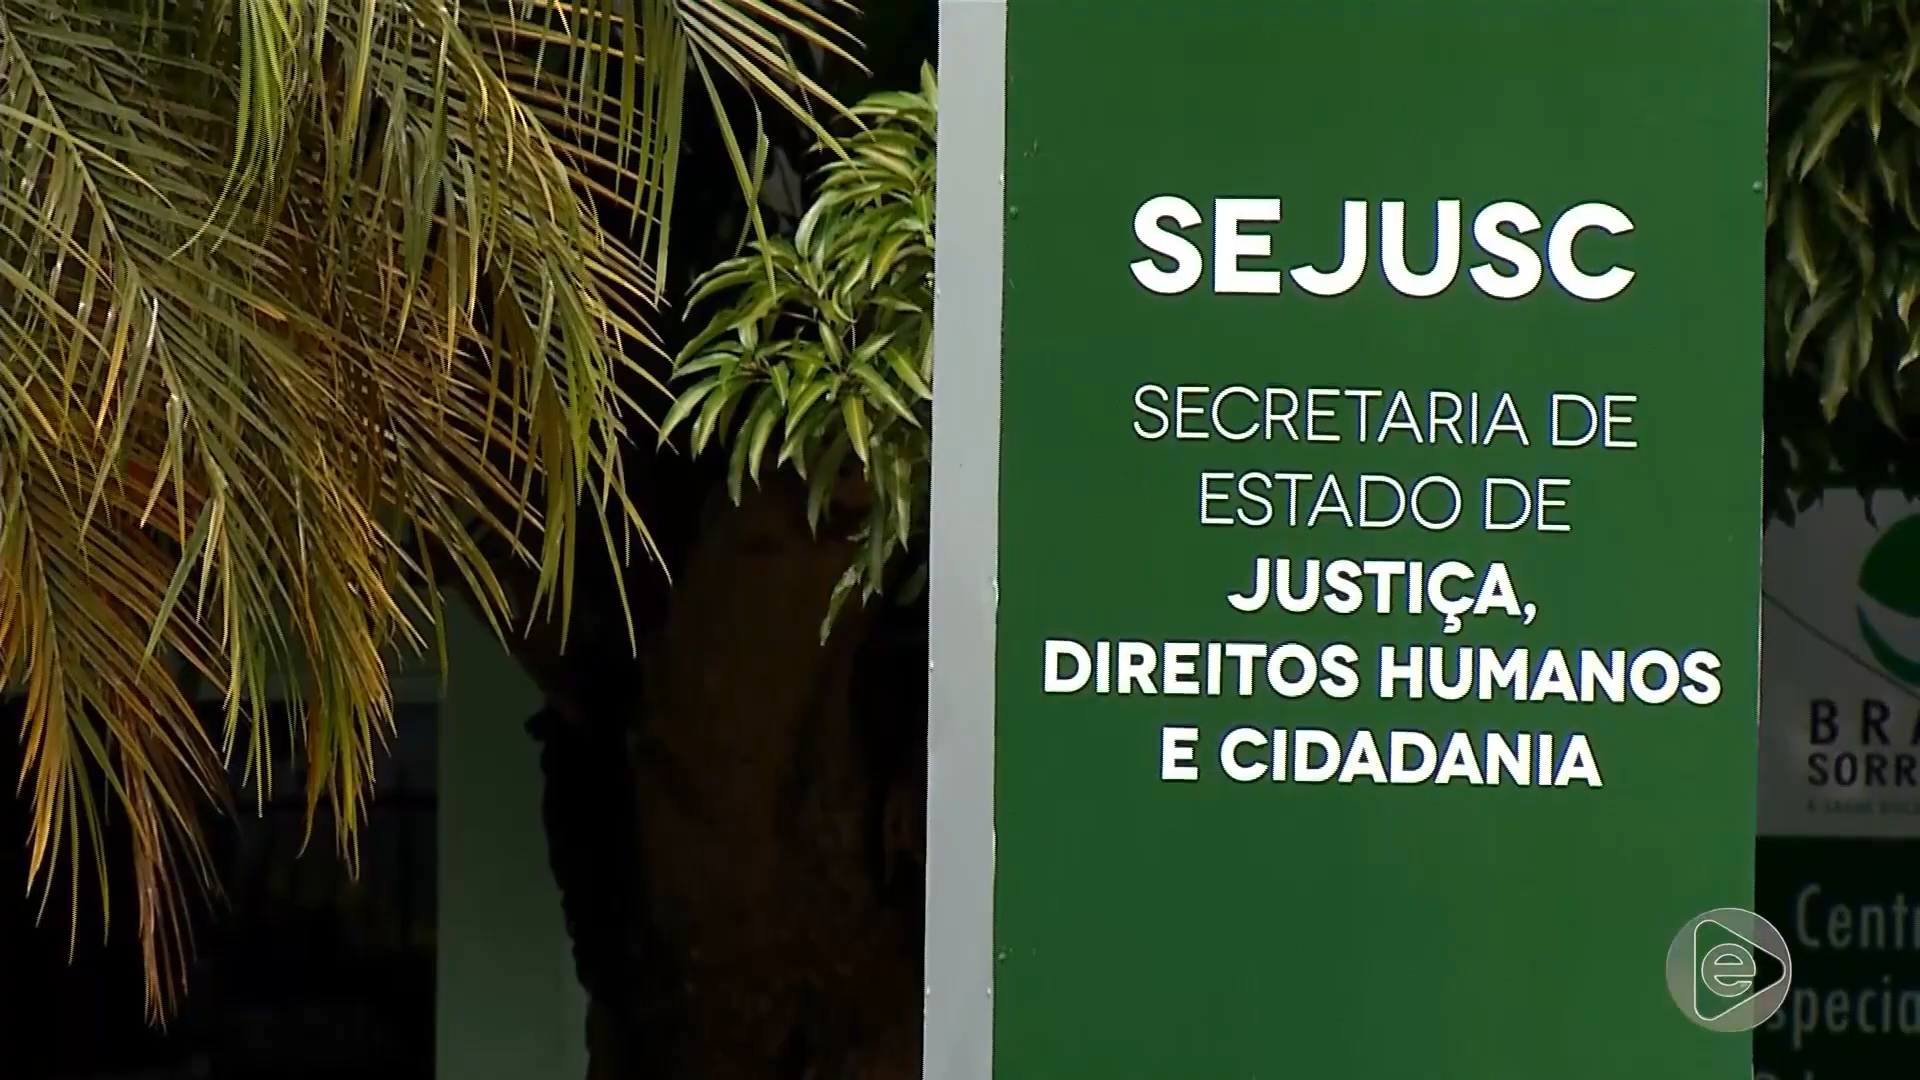 SEJUSC
SECRETARIA DE
ESTADO DE
JUSTIÇA,
DIREITOS HUMANOS
E CIDADANIA
e